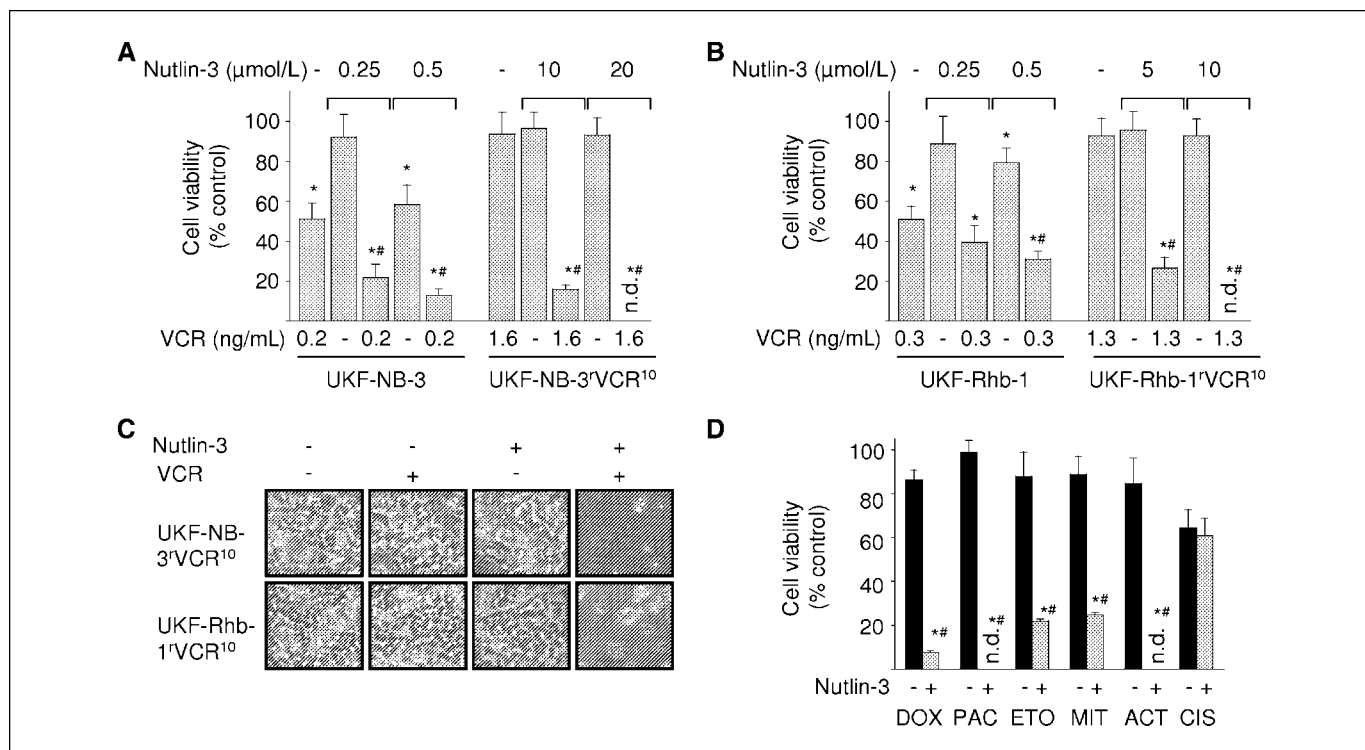 A
Nutlin-3 (µmol/L) - 0.25 0.5 - 10 20
Cell viability
(% control)
100
80
60
40
20
* * *# * *# *# n.d. *#
VCR (ng/mL) 0.2 - 0.2 - 0.2 1.6 - 1.6 - 1.6
UKF-NB-3 UKF-NB-3rVCR10
B
Nutlin-3 (µmol/L) - 0.25 0.5 - 5 10
Cell viability
(% control)
100
80
60
40
20
* * * *# *# n.d. *#
VCR (ng/mL) 0.3 - 0.3 - 0.3 1.3 - 1.3 - 1.3
UKF-Rhb-1 UKF-Rhb-1rVCR10
C
Nutlin-3 - - + +
VCR - + - +
UKF-NB-
3rVCR10
UKF-Rhb-
1rVCR10
D
Cell viability
(% control)
100
80
60
40
20
*# n.d. *# *# *# n.d. *#
Nutlin-3 - + - + - + - + - + - +
DOX PAC ETO MIT ACT CIS